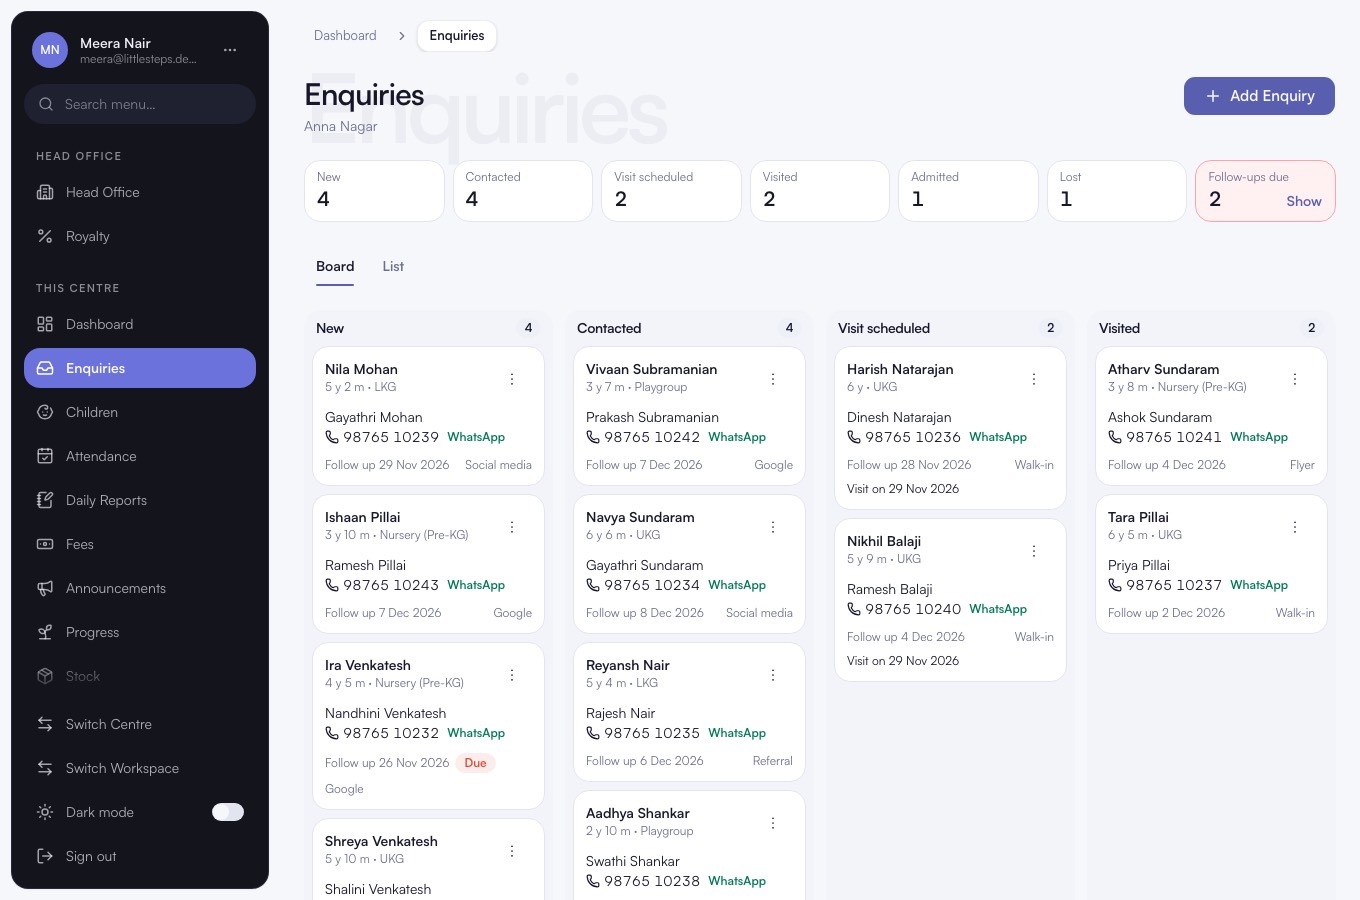 MN
Meera Nair
meera@littlesteps.de...
Search menu...
HEAD OFFICE
Head Office
Royalty
THIS CENTRE
Dashboard
Enquiries
Children
Attendance
Daily Reports
Fees
Announcements
Progress
Stock
Switch Centre
Switch Workspace
Dark mode
Sign out
Dashboard > Enquiries
Enquiries
Enquiries
Anna Nagar
+ Add Enquiry
New
4
Contacted
4
Visit scheduled
2
Visited
2
Admitted
1
Lost
1
Follow-ups due
2 Show
Board List
New 4
Nila Mohan
5 y 2 m · LKG
Gayathri Mohan
98765 10239 WhatsApp
Follow up 29 Nov 2026 Social media
Ishaan Pillai
3 y 10 m · Nursery (Pre-KG)
Ramesh Pillai
98765 10243 WhatsApp
Follow up 7 Dec 2026 Google
Ira Venkatesh
4 y 5 m · Nursery (Pre-KG)
Nandhini Venkatesh
98765 10232 WhatsApp
Follow up 26 Nov 2026 Due
Google
Shreya Venkatesh
5 y 10 m · UKG
Shalini Venkatesh
Contacted 4
Vivaan Subramanian
3 y 7 m · Playgroup
Prakash Subramanian
98765 10242 WhatsApp
Follow up 7 Dec 2026 Google
Navya Sundaram
6 y 6 m · UKG
Gayathri Sundaram
98765 10234 WhatsApp
Follow up 8 Dec 2026 Social media
Reyansh Nair
5 y 4 m · LKG
Rajesh Nair
98765 10235 WhatsApp
Follow up 6 Dec 2026 Referral
Aadhya Shankar
2 y 10 m · Playgroup
Swathi Shankar
98765 10238 WhatsApp
Visit scheduled 2
Harish Natarajan
6 y · UKG
Dinesh Natarajan
98765 10236 WhatsApp
Follow up 28 Nov 2026 Walk-in
Visit on 29 Nov 2026
Nikhil Balaji
5 y 9 m · UKG
Ramesh Balaji
98765 10240 WhatsApp
Follow up 4 Dec 2026 Walk-in
Visit on 29 Nov 2026
Visited 2
Atharv Sundaram
3 y 8 m · Nursery (Pre-KG)
Ashok Sundaram
98765 10241 WhatsApp
Follow up 4 Dec 2026 Flyer
Tara Pillai
6 y 5 m · UKG
Priya Pillai
98765 10237 WhatsApp
Follow up 2 Dec 2026 Walk-in